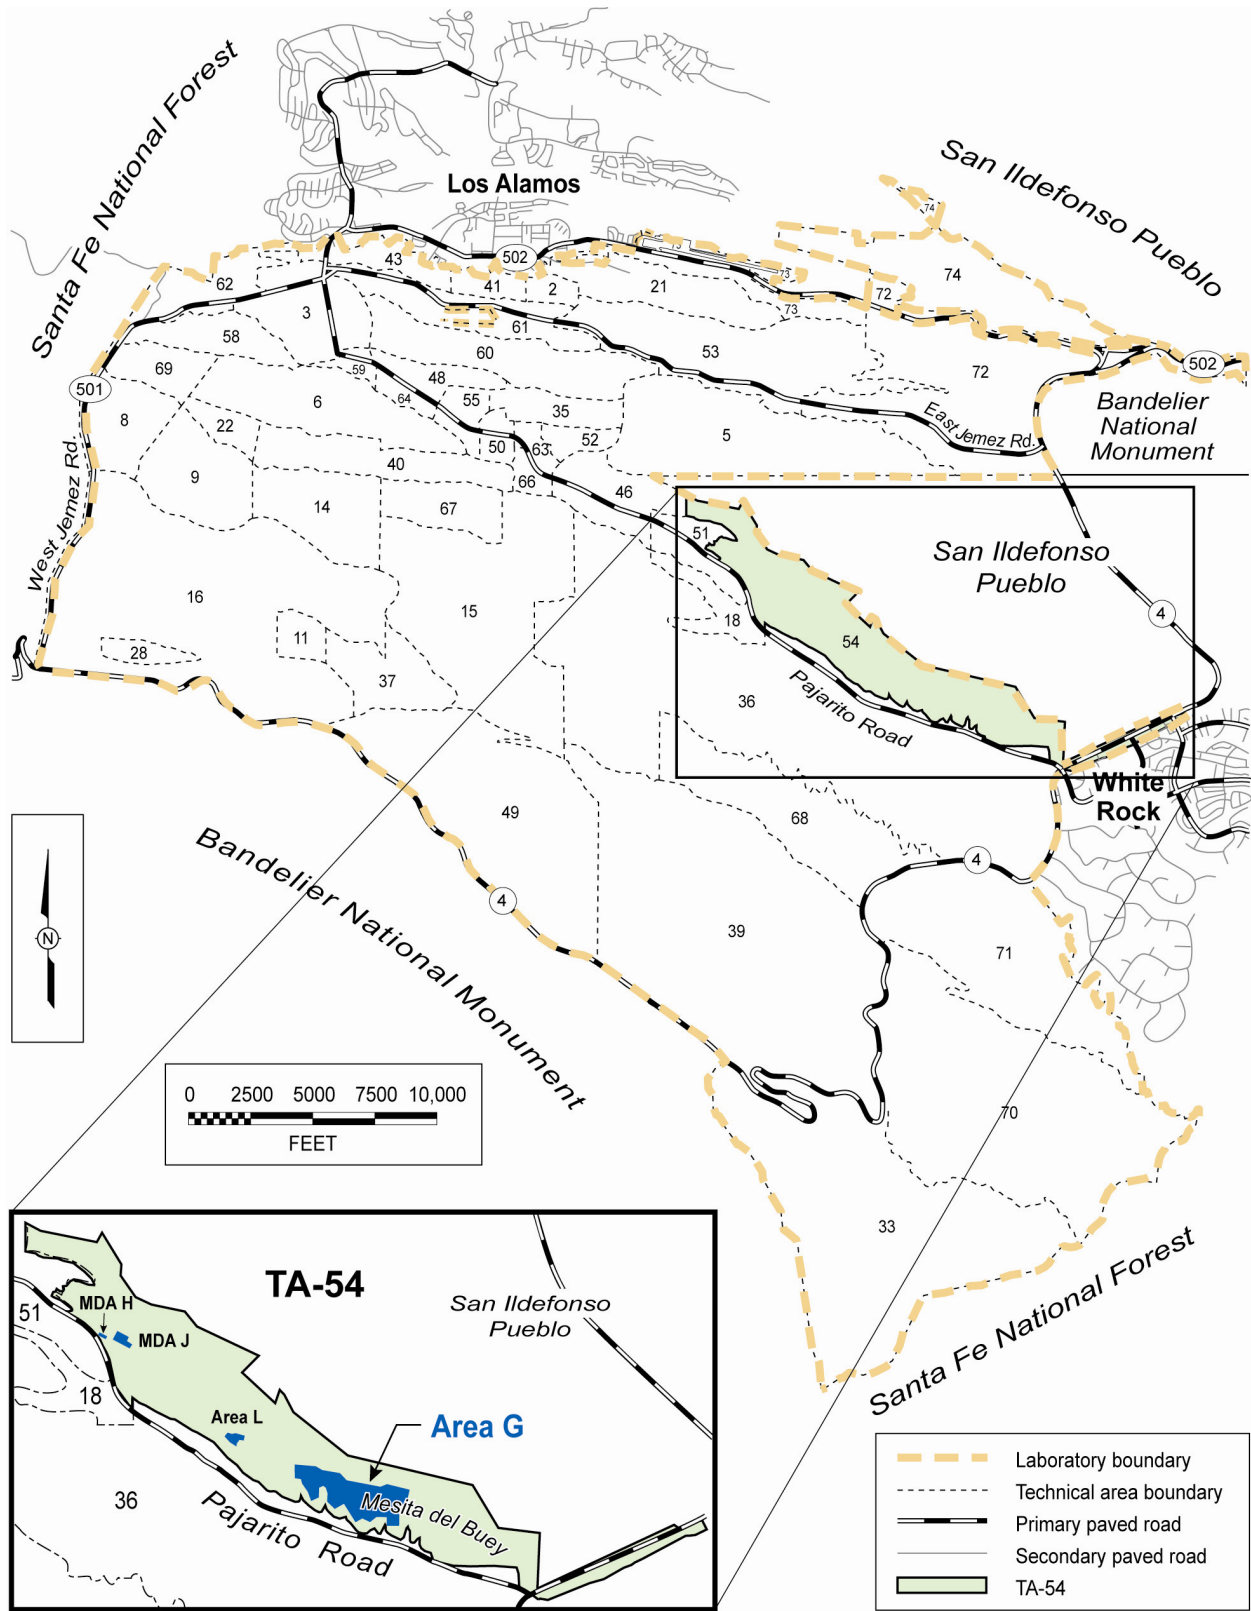 Santa Fe National Forest
Los Alamos
San Ildefonso Pueblo
502
501
West Jemez Rd.
74
74
43
62
41
2
21
73
72
73
3
61
58
60
53
72
502
69
59
48
64
55
35
6
8
22
50
63
52
5
East Jemez Rd.
Bandelier
National
Monument
40
66
46
9
14
67
51
San Ildefonso
Pueblo
4
16
15
18
54
11
28
37
36
Pajarito Road
White
Rock
49
68
4
4
Bandelier National Monument
39
71
N
0 2500 5000 7500 10,000
FEET
70
33
Santa Fe National Forest
TA-54
San Ildefonso
Pueblo
MDA H
MDA J
51
18
Area L
Area G
Mesita del Buey
36
Pajarito Road
Laboratory boundary
Technical area boundary
Primary paved road
Secondary paved road
TA-54